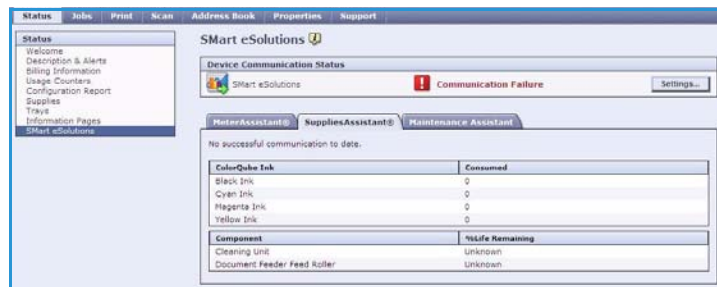 Status Jobs Print Scan Address Book Properties Support
Status
Welcome
Description & Alerts
Billing Information
Usage Counters
Configuration Report
Supplies
Trays
Information Pages
SMart eSolutions
SMart eSolutions
Device Communication Status
SMart eSolutions Communication Failure Settings...
MeterAssistant® SuppliesAssistant® Maintenance Assistant
No successful communication to date.
ColorQube Ink Consumed
Black Ink 0
Cyan Ink 0
Magenta Ink 0
Yellow Ink 0
Component %Life Remaining
Cleaning Unit Unknown
Document Feeder Feed Roller Unknown